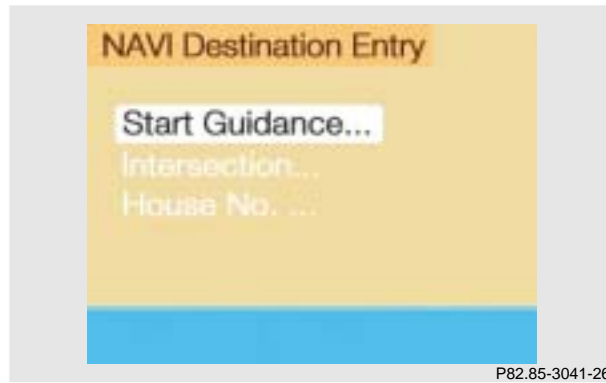 NAVI Destination Entry
Start Guidance...
Intersection...
House No. ...
P82.85-3041-26